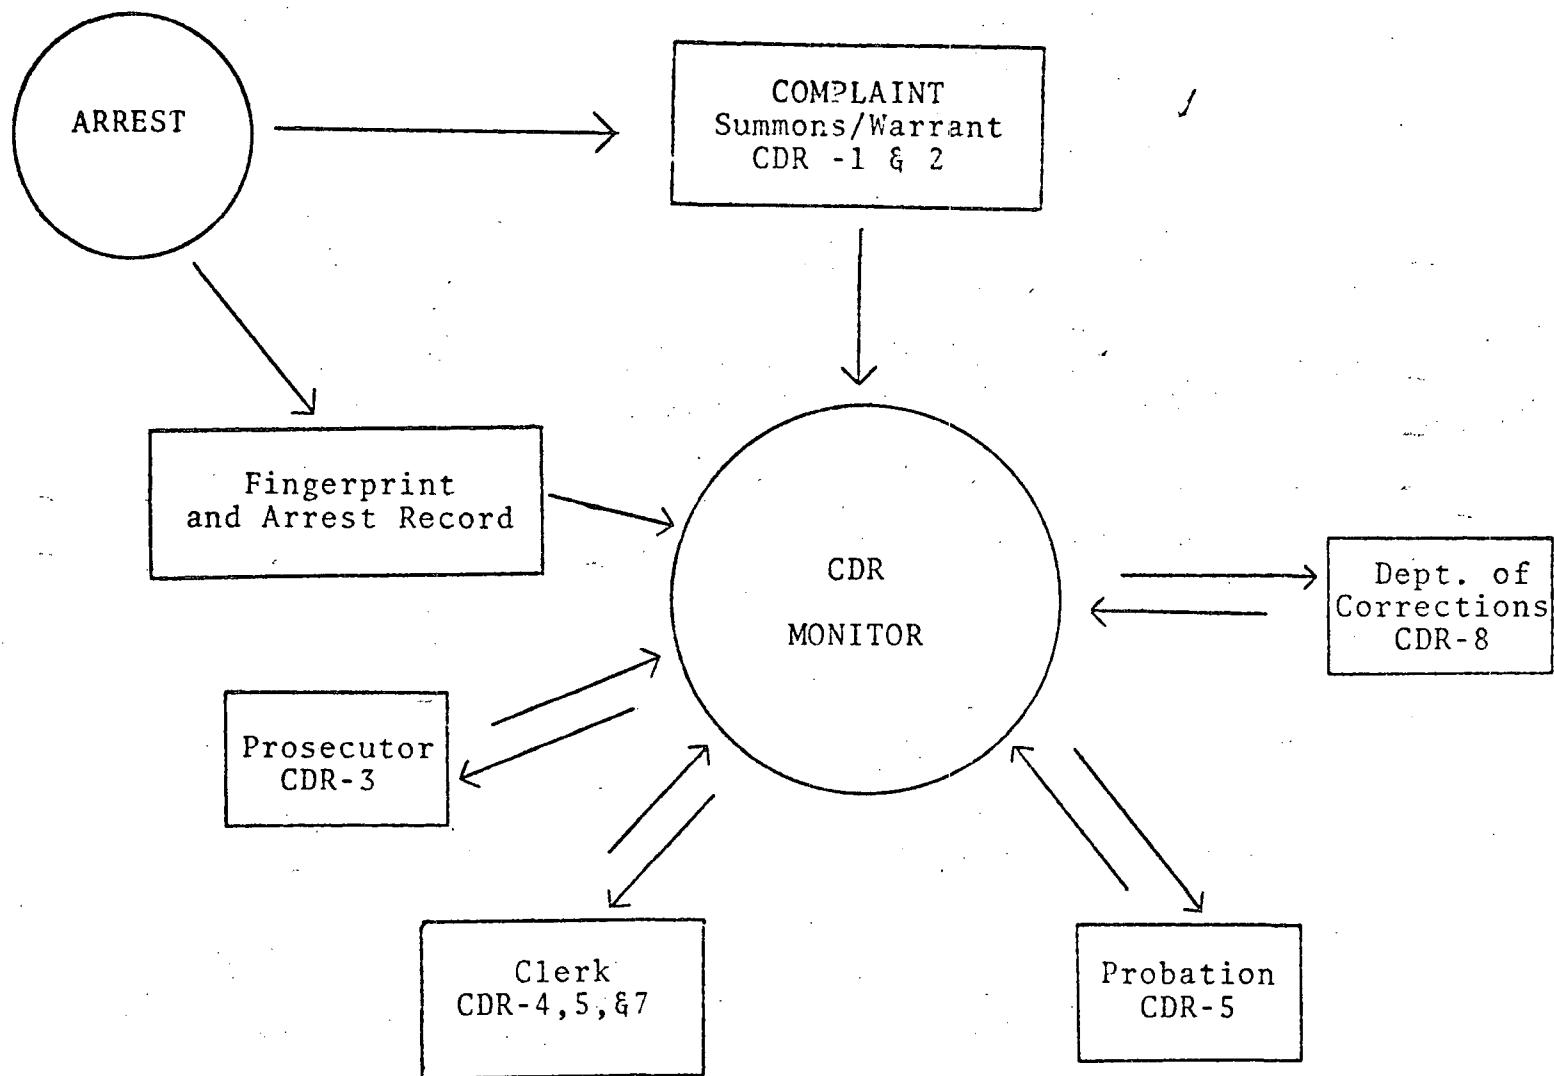 ARREST
COMPLAINT
Summons/Warrant
CDR -1 & 2
Fingerprint
and Arrest Record
CDR
MONITOR
Dept. of
Corrections
CDR-8
Prosecutor
CDR-3
Clerk
CDR-4,5,&7
Probation
CDR-5